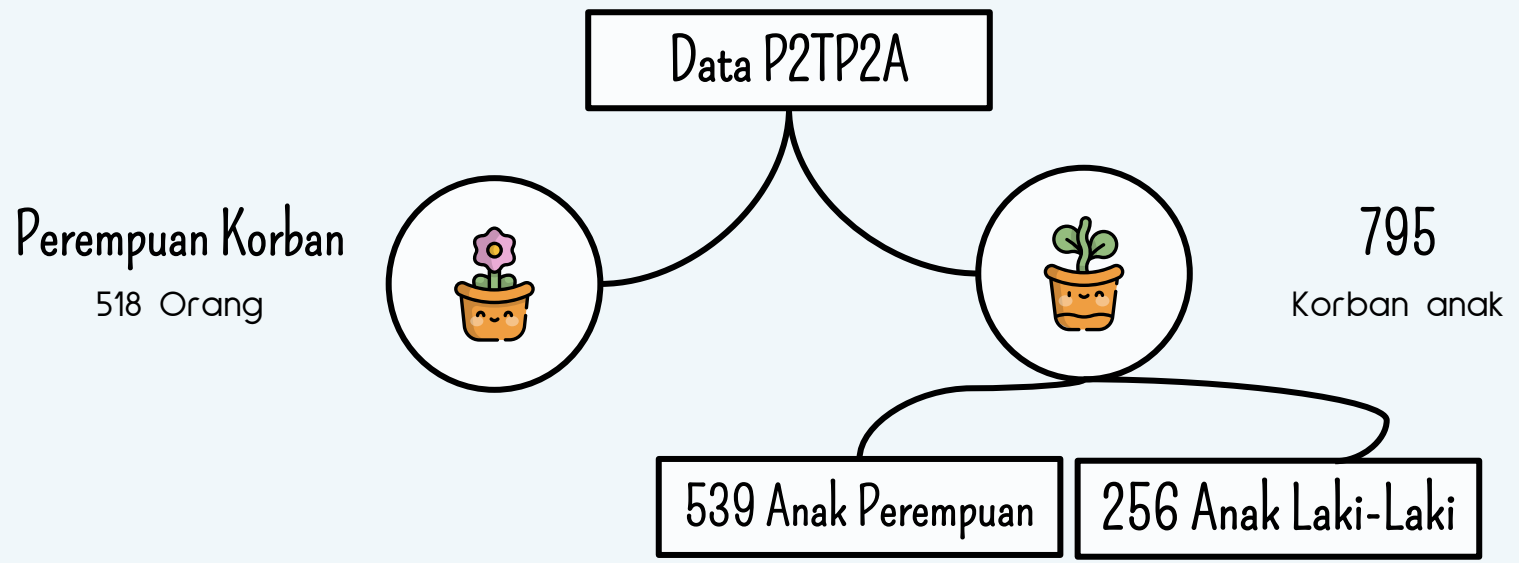 Data P2TP2A
Perempuan Korban
518 Orang
795
Korban anak
539 Anak Perempuan
256 Anak Laki-Laki